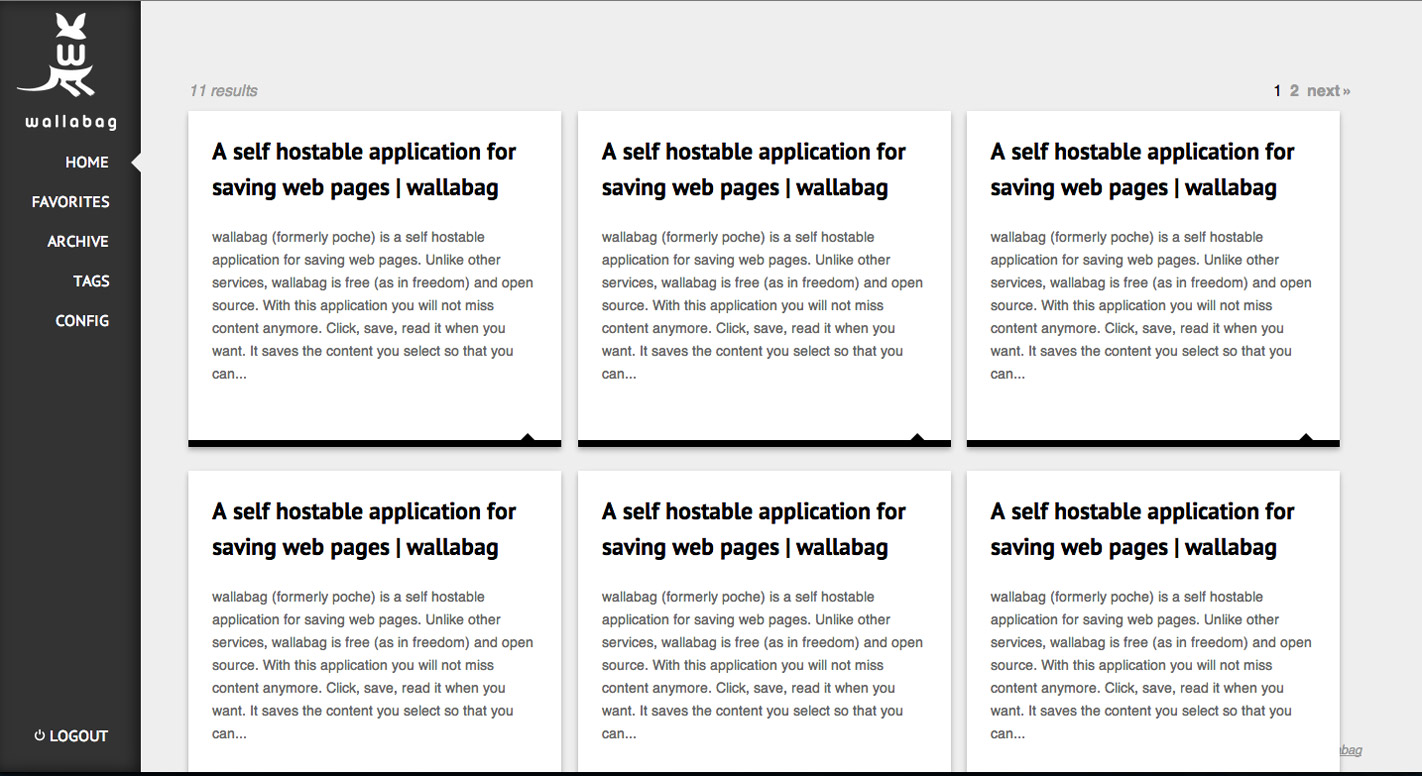 wallabag
HOME
FAVORITES
ARCHIVE
TAGS
CONFIG
LOGOUT
11 results
1 2 next »
A self hostable application for
saving web pages | wallabag
wallabag (formerly poche) is a self hostable
application for saving web pages. Unlike other
services, wallabag is free (as in freedom) and open
source. With this application you will not miss
content anymore. Click, save, read it when you
want. It saves the content you select so that you
can...
A self hostable application for
saving web pages | wallabag
wallabag (formerly poche) is a self hostable
application for saving web pages. Unlike other
services, wallabag is free (as in freedom) and open
source. With this application you will not miss
content anymore. Click, save, read it when you
want. It saves the content you select so that you
can...
A self hostable application for
saving web pages | wallabag
wallabag (formerly poche) is a self hostable
application for saving web pages. Unlike other
services, wallabag is free (as in freedom) and open
source. With this application you will not miss
content anymore. Click, save, read it when you
want. It saves the content you select so that you
can...
A self hostable application for
saving web pages | wallabag
wallabag (formerly poche) is a self hostable
application for saving web pages. Unlike other
services, wallabag is free (as in freedom) and open
source. With this application you will not miss
content anymore. Click, save, read it when you
want. It saves the content you select so that you
can...
A self hostable application for
saving web pages | wallabag
wallabag (formerly poche) is a self hostable
application for saving web pages. Unlike other
services, wallabag is free (as in freedom) and open
source. With this application you will not miss
content anymore. Click, save, read it when you
want. It saves the content you select so that you
can...
A self hostable application for
saving web pages | wallabag
wallabag (formerly poche) is a self hostable
application for saving web pages. Unlike other
services, wallabag is free (as in freedom) and open
source. With this application you will not miss
content anymore. Click, save, read it when you
want. It saves the content you select so that you
can...